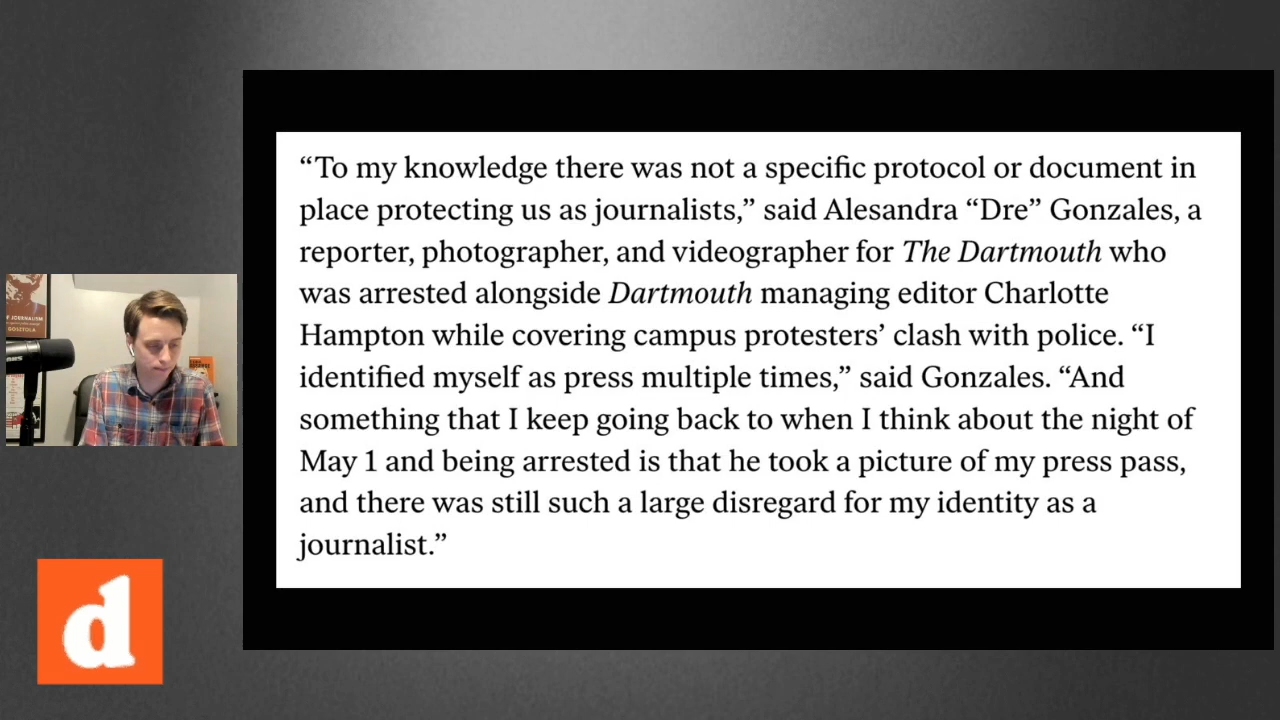 “To my knowledge there was not a specific protocol or document in
place protecting us as journalists,” said Alesandra “Dre” Gonzales, a
reporter, photographer, and videographer for The Dartmouth who
was arrested alongside Dartmouth managing editor Charlotte
Hampton while covering campus protesters’ clash with police. “I
identified myself as press multiple times,” said Gonzales. “And
something that I keep going back to when I think about the night of
May 1 and being arrested is that he took a picture of my press pass,
and there was still such a large disregard for my identity as a
journalist.”
JOURNALISM
GOSZTOLA
d